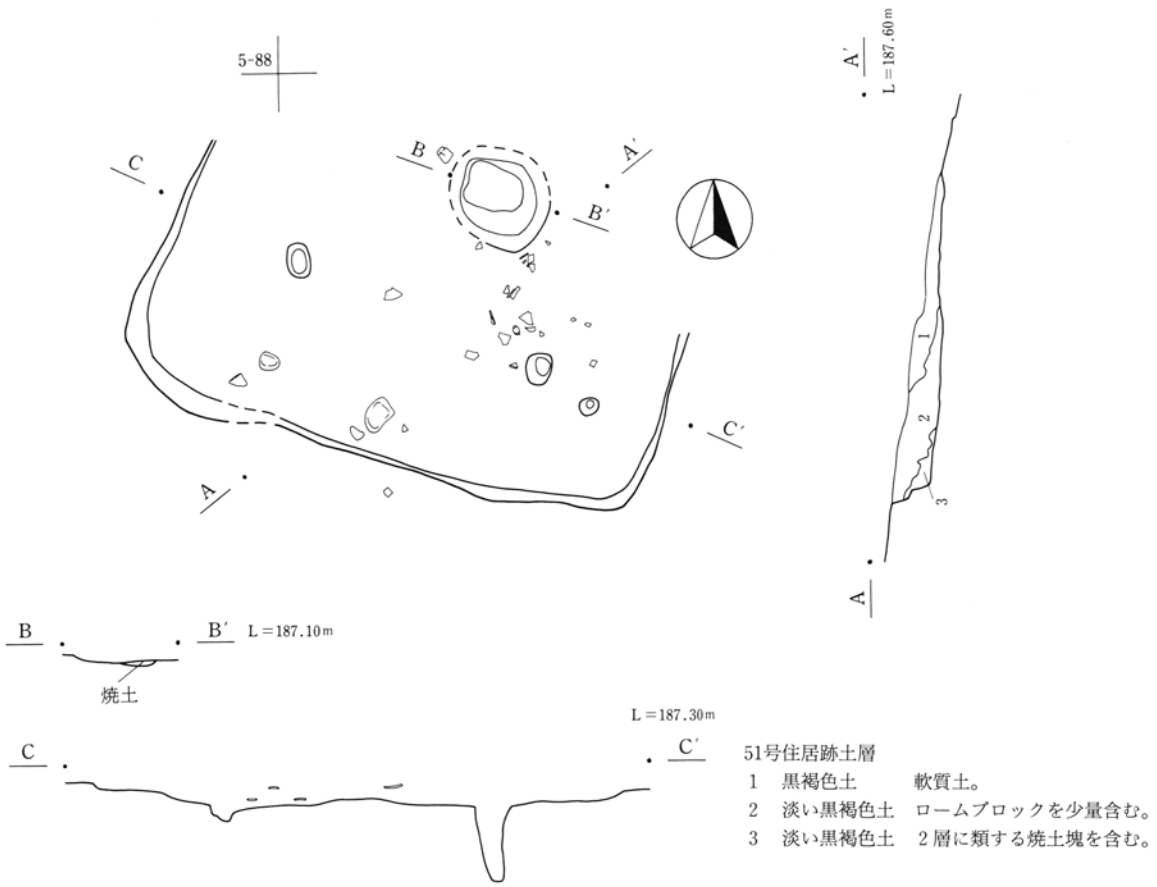 5-88
A′
L=187.60m
B
A′
C
B′
1
2
C′
A
3
A
B
B′ L=187.10m
焼土
L=187.30m
C
C′
51号住居跡土層
1 黒褐色土 軟質土。
2 淡い黒褐色土 ロームブロックを少量含む。
3 淡い黒褐色土 2層に類する焼土塊を含む。